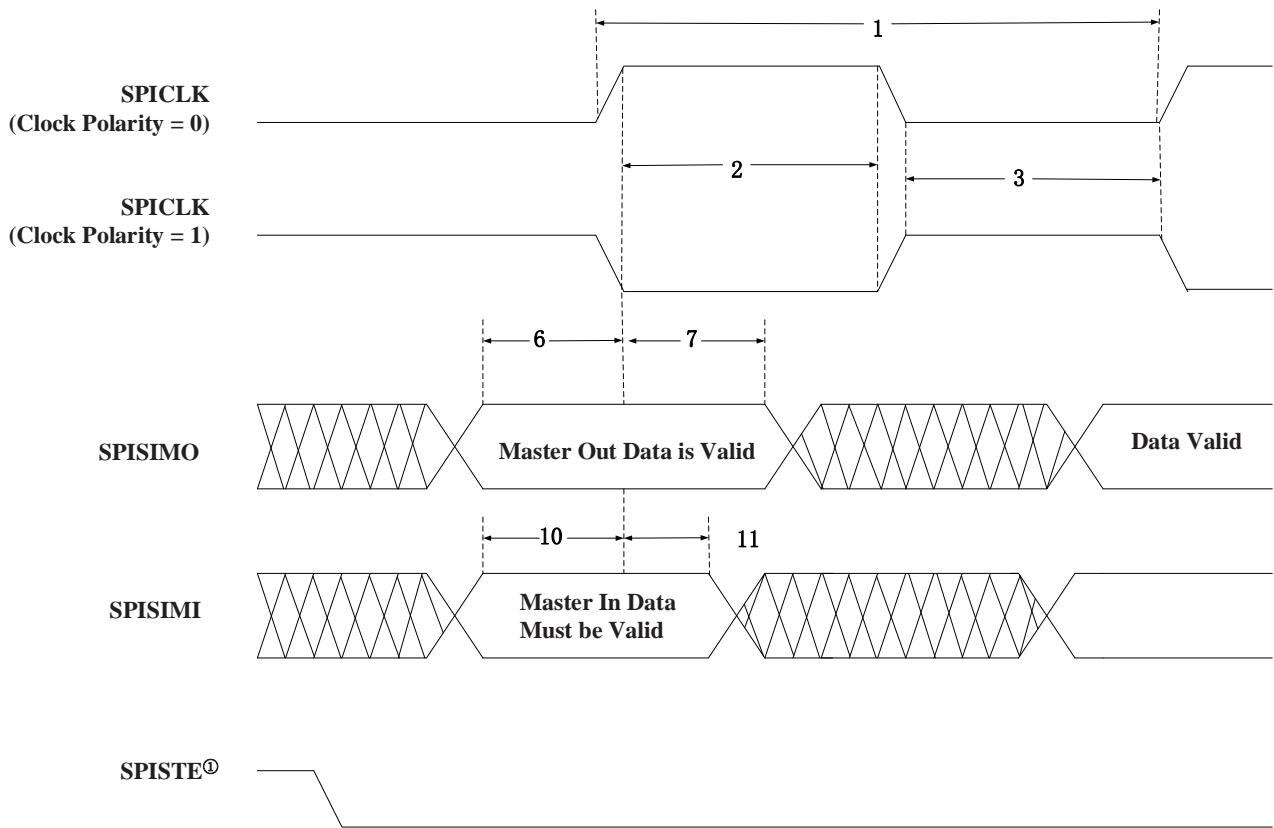 1
SPICLK
(Clock Polarity = 0)
2
3
SPICLK
(Clock Polarity = 1)
6
7
SPISIMO
Master Out Data is Valid
Data Valid
10
11
SPISIMI
Master In Data
Must be Valid
SPISTE①